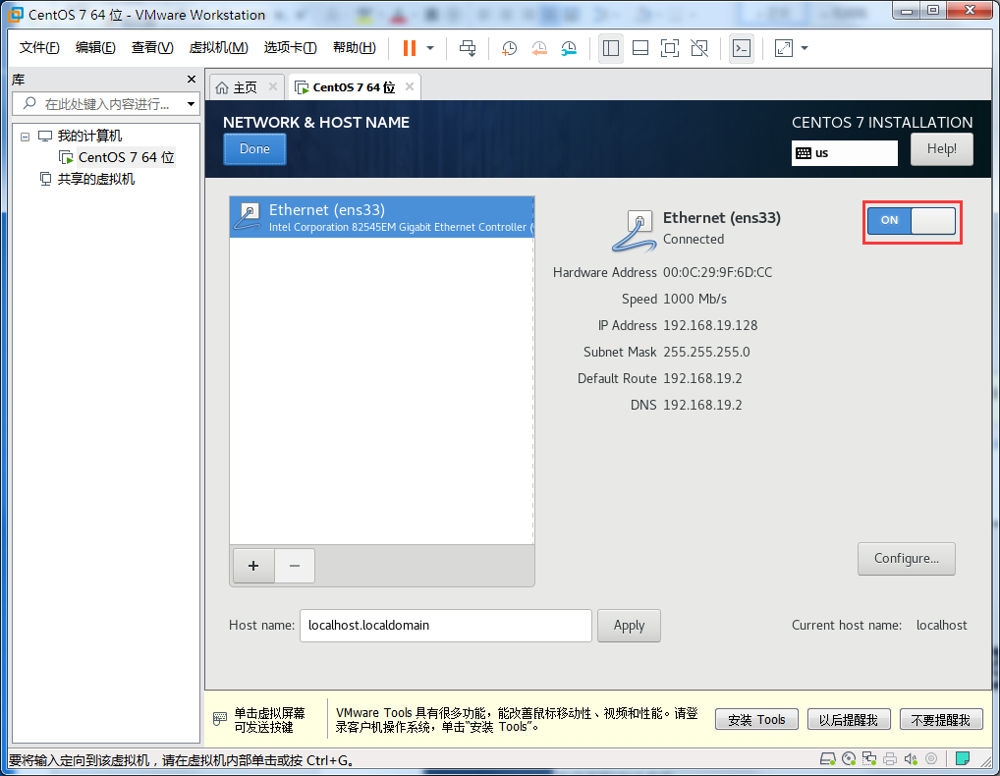 CentOS 7 64 位 - VMware Workstation
文件(F) 编辑(E) 查看(V) 虚拟机(M) 选项卡(T) 帮助(H)
库
在此处键入内容进行...
我的计算机
CentOS 7 64 位
共享的虚拟机
主页 CentOS 7 64 位
NETWORK & HOST NAME
Done
CENTOS 7 INSTALLATION
us
Help!
Ethernet (ens33)
Intel Corporation 82545EM Gigabit Ethernet Controller (
Ethernet (ens33)
Connected
ON
Hardware Address 00:0C:29:9F:6D:CC
Speed 1000 Mb/s
IP Address 192.168.19.128
Subnet Mask 255.255.255.0
Default Route 192.168.19.2
DNS 192.168.19.2
+ −
Configure...
Host name: localhost.localdomain Apply Current host name: localhost
单击虚拟屏幕
可发送按键
VMware Tools 具有很多功能，能改善鼠标移动性、视频和性能。请登
录客户机操作系统，单击“安装 Tools”。
安装 Tools 以后提醒我 不要提醒我
要将输入定向到该虚拟机，请在虚拟机内部单击或按 Ctrl+G。